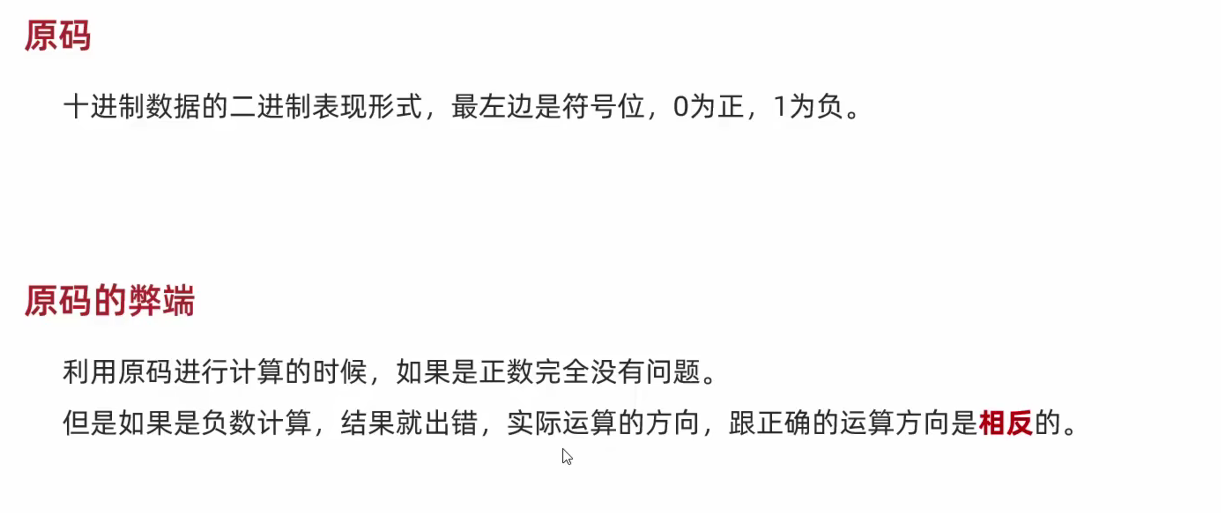 原码
十进制数据的二进制表现形式，最左边是符号位，0为正，1为负。
原码的弊端
利用原码进行计算的时候，如果是正数完全没有问题。
但是如果是负数计算，结果就出错，实际运算的方向，跟正确的运算方向是相反的。